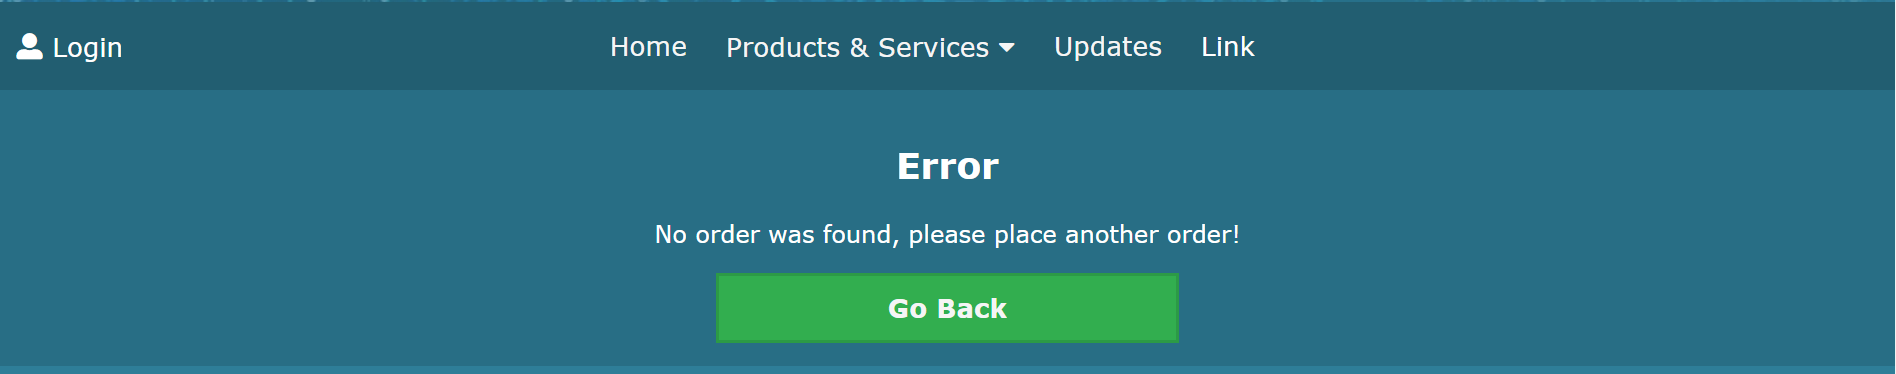 Login Home Products & Services Updates Link
Error
No order was found, please place another order!
Go Back